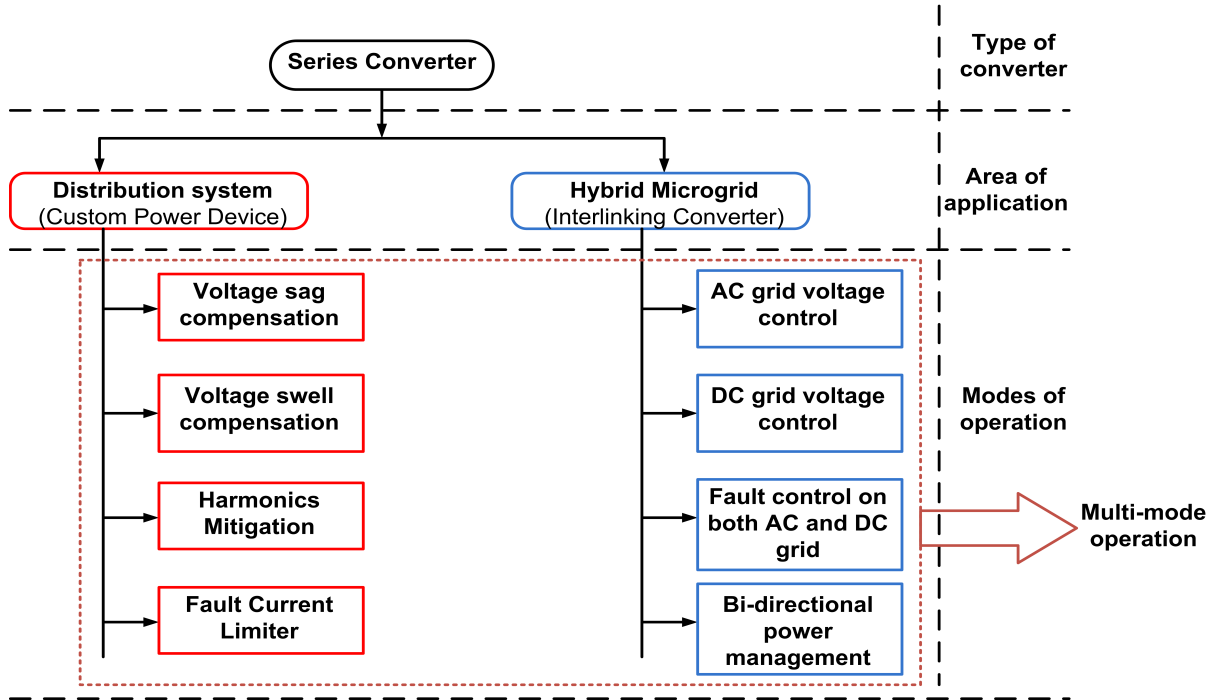 Series Converter
Type of
converter
Distribution system
(Custom Power Device)
Hybrid Microgrid
(Interlinking Converter)
Area of
application
Voltage sag
compensation
AC grid voltage
control
Voltage swell
compensation
DC grid voltage
control
Modes of
operation
Harmonics
Mitigation
Fault control on
both AC and DC
grid
Multi-mode
operation
Fault Current
Limiter
Bi-directional
power
management